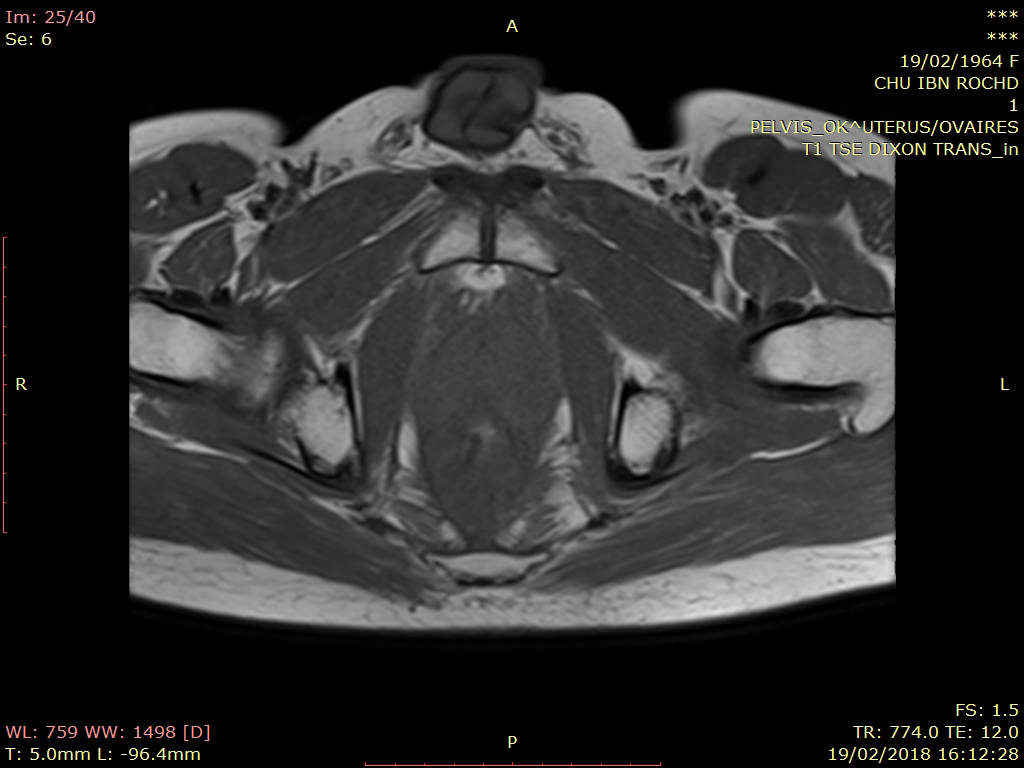 Im: 25/40
Se: 6
A
***
***
19/02/1964 F
CHU IBN ROCHD
1
PELVIS_OK^UTERUS/OVAIRES
T1 TSE DIXON TRANS_in
R
L
WL: 759 WW: 1498 [D]
T: 5.0mm L: -96.4mm
P
FS: 1.5
TR: 774.0 TE: 12.0
19/02/2018 16:12:28